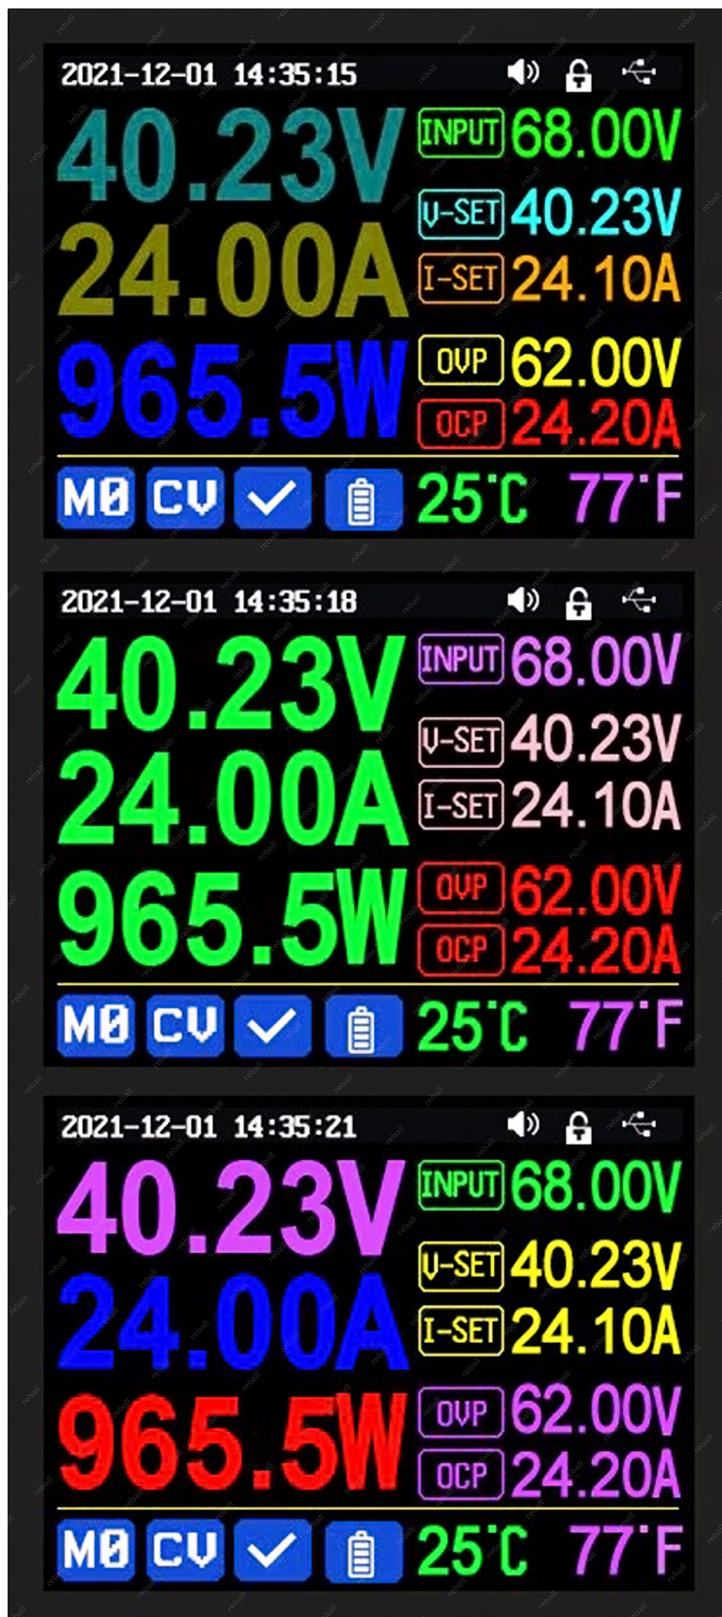 2021-12-01 14:35:15
40.23V
INPUT 68.00V
V-SET 40.23V
24.00A
I-SET 24.10A
965.5W
OVP 62.00V
OCP 24.20A
M0 CV 25°C 77°F
2021-12-01 14:35:18
40.23V
INPUT 68.00V
V-SET 40.23V
24.00A
I-SET 24.10A
965.5W
OVP 62.00V
OCP 24.20A
M0 CV 25°C 77°F
2021-12-01 14:35:21
40.23V
INPUT 68.00V
V-SET 40.23V
24.00A
I-SET 24.10A
965.5W
OVP 62.00V
OCP 24.20A
M0 CV 25°C 77°F
reball